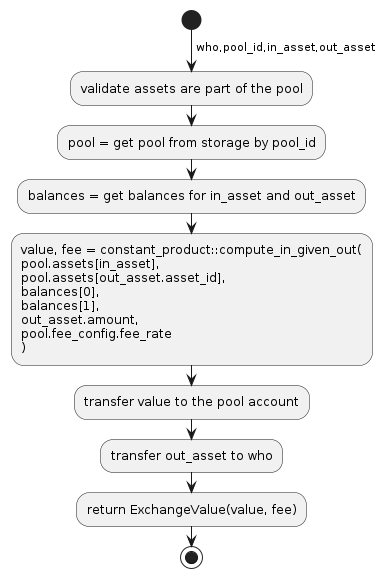 who,pool_id,in_asset,out_asset
validate assets are part of the pool
pool = get pool from storage by pool_id
balances = get balances for in_asset and out_asset
value, fee = constant_product::compute_in_given_out(
pool.assets[in_asset],
pool.assets[out_asset.asset_id],
balances[0],
balances[1],
out_asset.amount,
pool.fee_config.fee_rate
)
transfer value to the pool account
transfer out_asset to who
return ExchangeValue(value, fee)